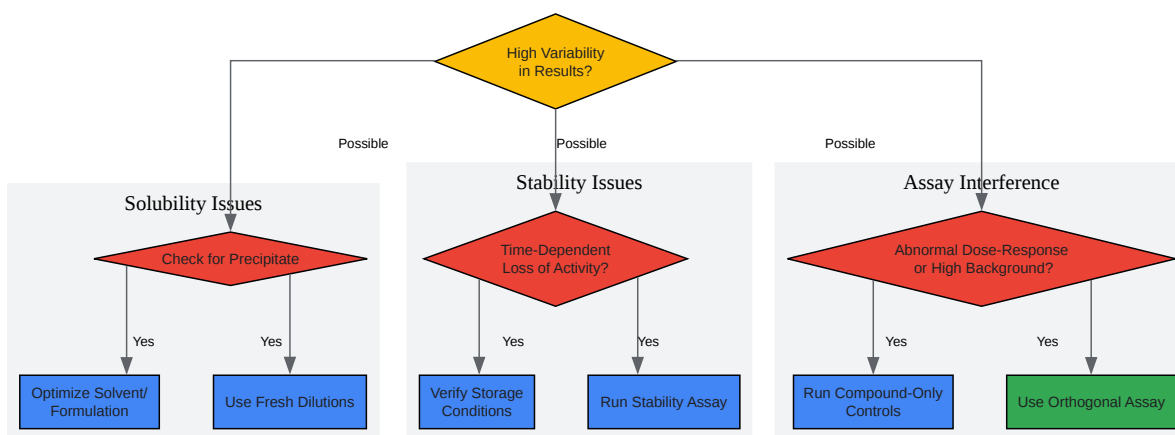 High Variability
in Results?
Possible
Possible
Possible
Solubility Issues
Stability Issues
Assay Interference
Check for Precipitate
Time-Dependent
Loss of Activity?
Abnormal Dose-Response
or High Background?
Yes
Yes
Yes
Yes
Yes
Yes
Optimize Solvent/
Formulation
Use Fresh Dilutions
Verify Storage
Conditions
Run Stability Assay
Run Compound-Only
Controls
Use Orthogonal Assay